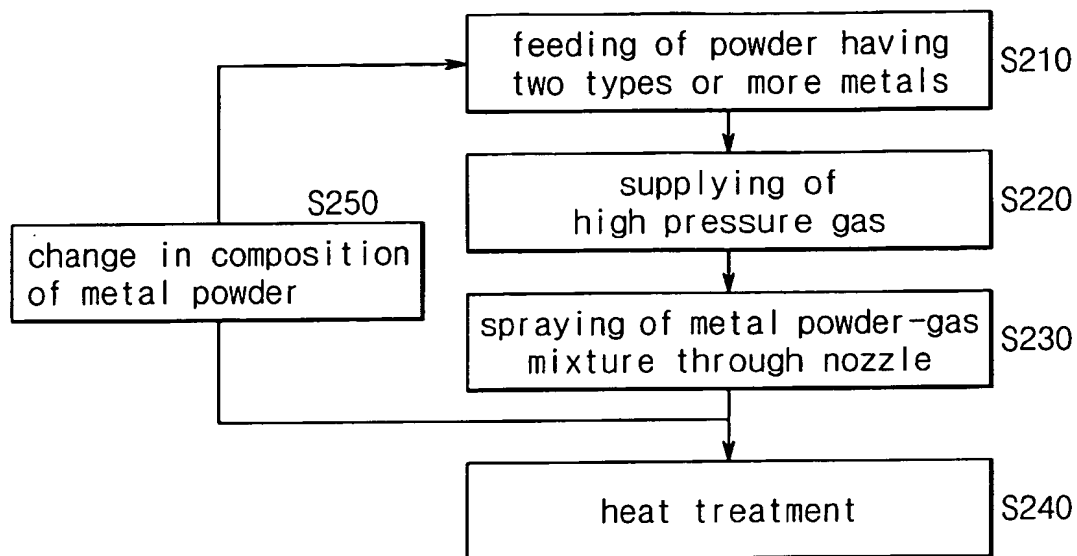 feeding of powder having
two types or more metals
S210
supplying of
high pressure gas
S220
S250
change in composition
of metal powder
spraying of metal powder-gas
mixture through nozzle
S230
heat treatment
S240